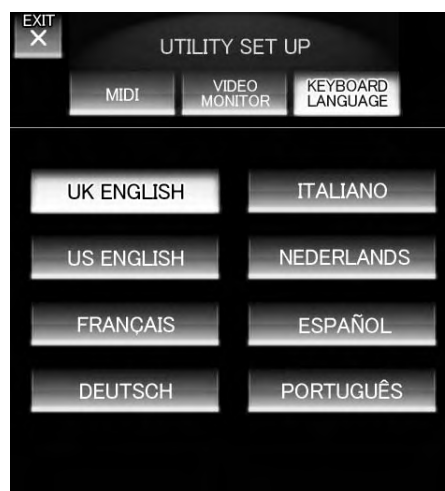 EXIT
UTILITY SET UP
MIDI
VIDEO
MONITOR
KEYBOARD
LANGUAGE
UK ENGLISH
ITALIANO
US ENGLISH
NEDERLANDS
FRANÇAIS
ESPAÑOL
DEUTSCH
PORTUGUÊS